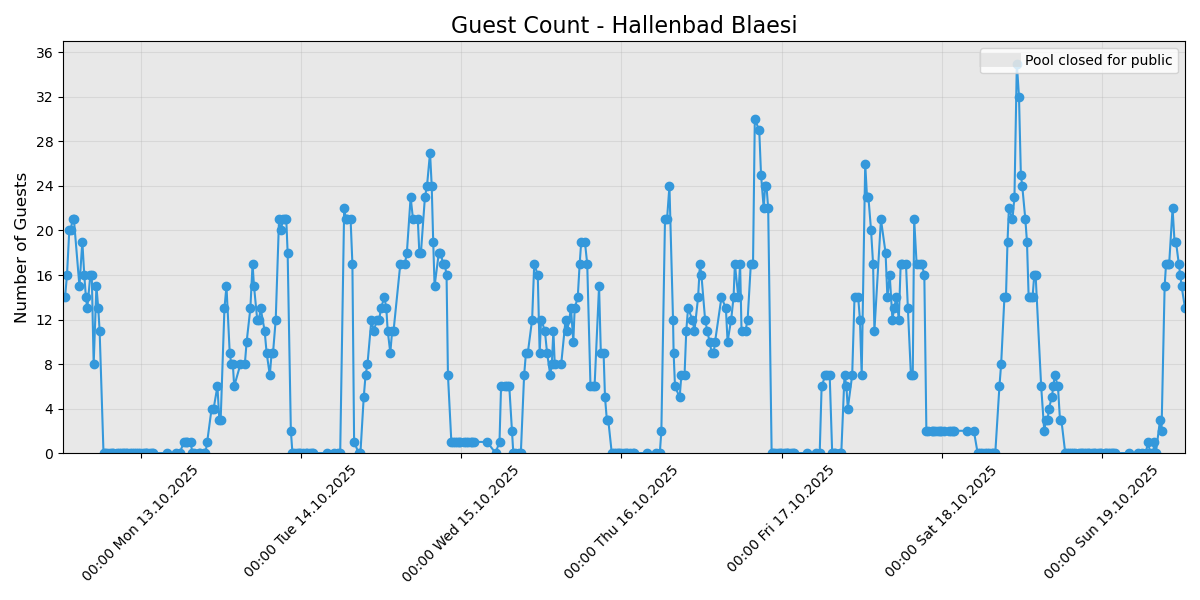 Guest Count - Hallenbad Blaesi
Pool closed for public
Number of Guests
36
32
28
24
20
16
12
8
4
0
00:00 Mon 13.10.2025
00:00 Tue 14.10.2025
00:00 Wed 15.10.2025
00:00 Thu 16.10.2025
00:00 Fri 17.10.2025
00:00 Sat 18.10.2025
00:00 Sun 19.10.2025